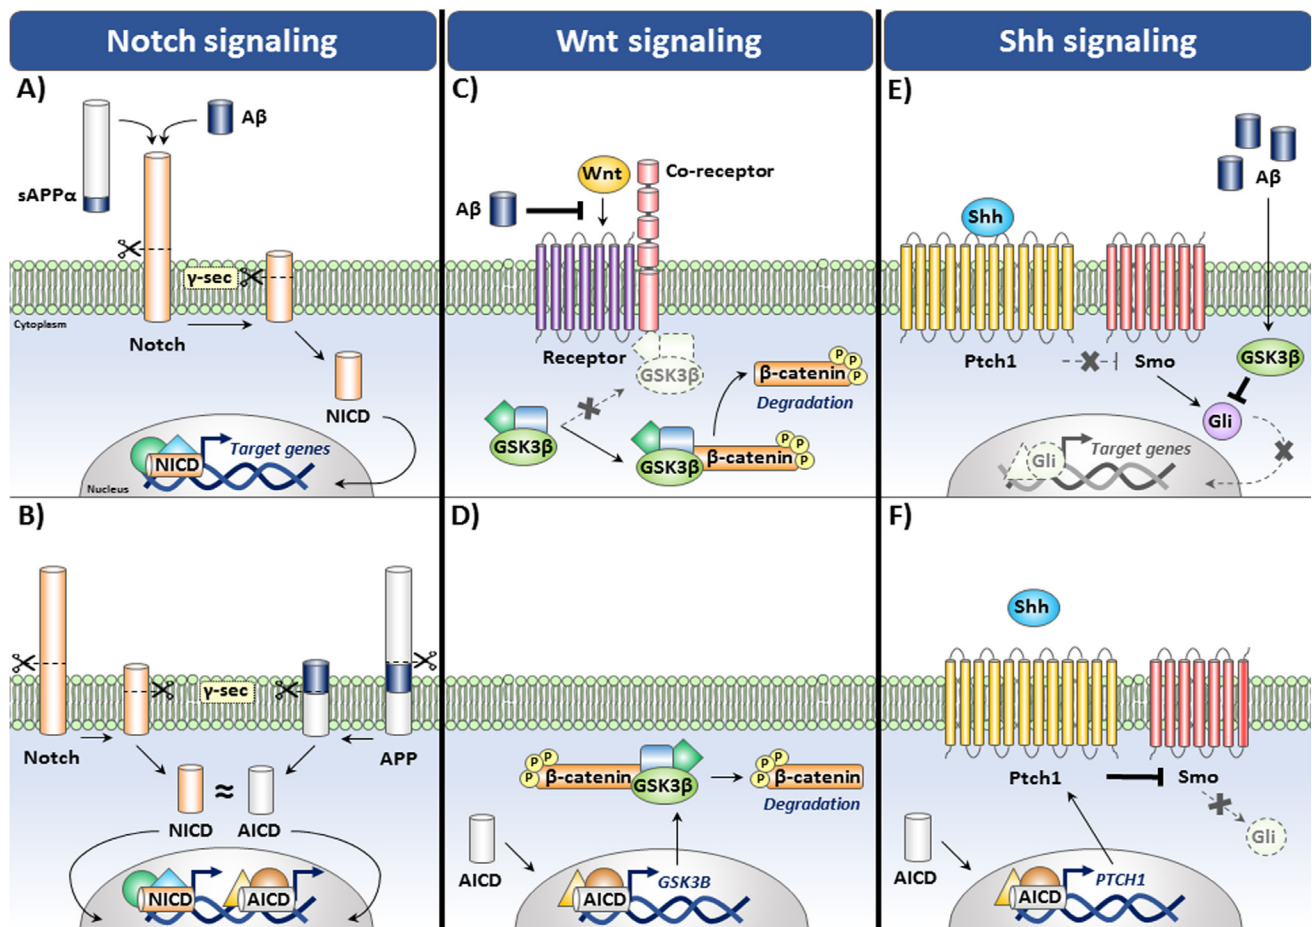 Notch signaling
Wnt signaling
Shh signaling
A)
sAPPα
Aβ
γ-sec
Cytoplasm
Notch
NICD
NICD
Target genes
Nucleus
B)
γ-sec
Notch
APP
NICD
≈
AICD
NICD
AICD
C)
Wnt
Co-receptor
Aβ
Receptor
GSK3β
β-catenin
P
P
P
Degradation
GSK3β
GSK3β
β-catenin
P
P
P
D)
P
P
P
β-catenin
GSK3β
P
P
P
β-catenin
Degradation
AICD
AICD
GSK3B
E)
Aβ
Shh
Ptch1
Smo
GSK3β
Gli
Gli
Target genes
F)
Shh
Ptch1
Smo
Gli
AICD
AICD
PTCH1